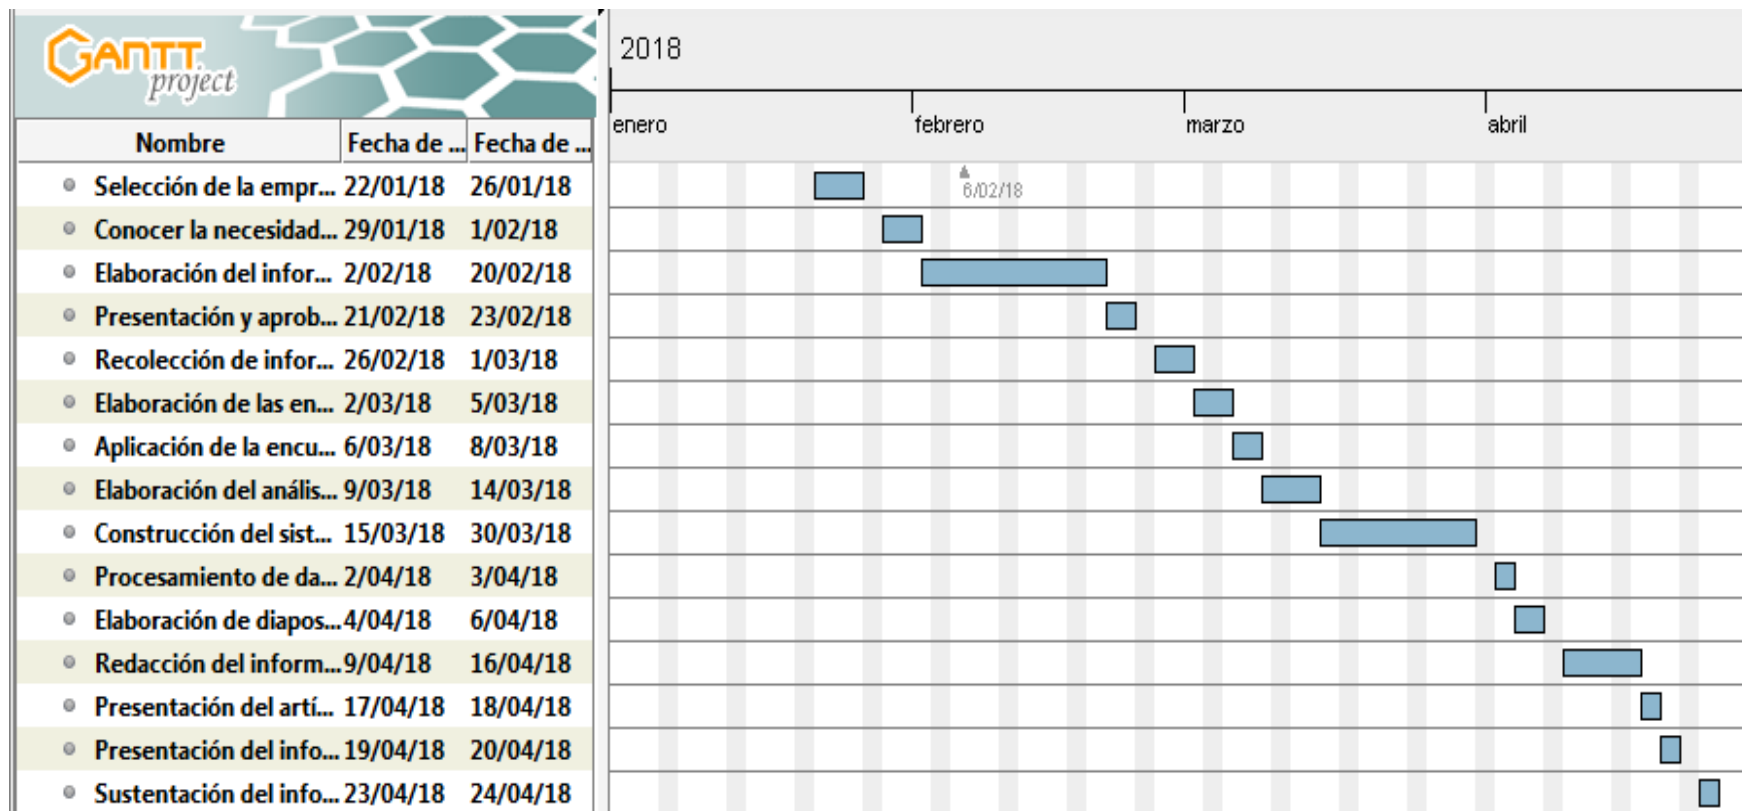 GANTT
project
2018
enero febrero marzo abril
Nombre Fecha de ... Fecha de ...
Selección de la empr... 22/01/18 26/01/18
6/02/18
Conocer la necesidad... 29/01/18 1/02/18
Elaboración del infor... 2/02/18 20/02/18
Presentación y aprob... 21/02/18 23/02/18
Recolección de infor... 26/02/18 1/03/18
Elaboración de las en... 2/03/18 5/03/18
Aplicación de la encu... 6/03/18 8/03/18
Elaboración del anális... 9/03/18 14/03/18
Construcción del sist... 15/03/18 30/03/18
Procesamiento de da... 2/04/18 3/04/18
Elaboración de diapos... 4/04/18 6/04/18
Redacción del inform... 9/04/18 16/04/18
Presentación del artí... 17/04/18 18/04/18
Presentación del info... 19/04/18 20/04/18
Sustentación del info... 23/04/18 24/04/18